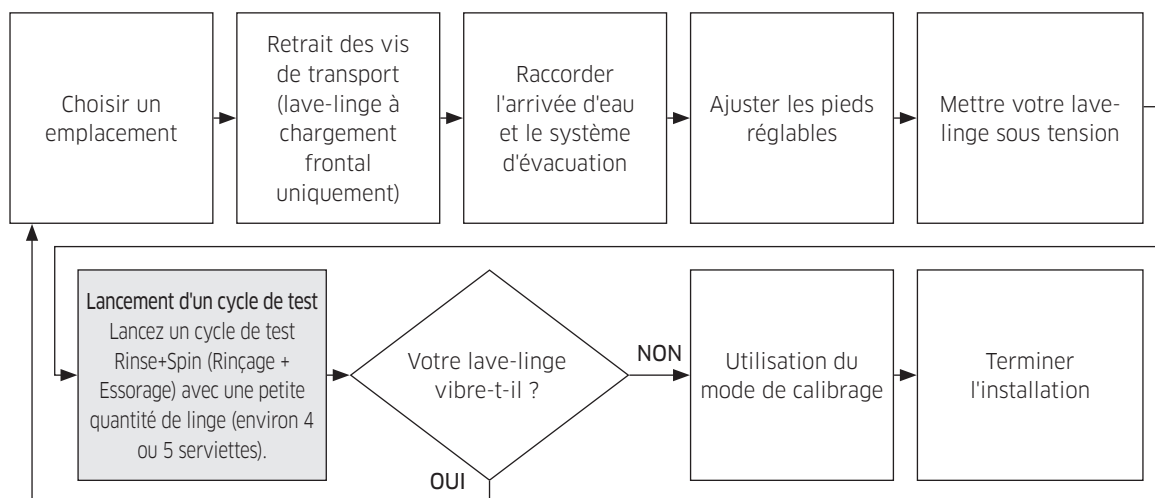 Choisir un
emplacement
Retrait des vis
de transport
(lave-linge à
chargement
frontal
uniquement)
Raccorder
l'arrivée d'eau
et le système
d'évacuation
Ajuster les pieds
réglables
Mettre votre lave-
linge sous tension
Lancement d'un cycle de test
Lancez un cycle de test
Rinse+Spin (Rinçage +
Essorage) avec une petite
quantité de linge (environ 4
ou 5 serviettes).
Votre lave-linge
vibre-t-il ?
NON
OUI
Utilisation du
mode de calibrage
Terminer
l'installation